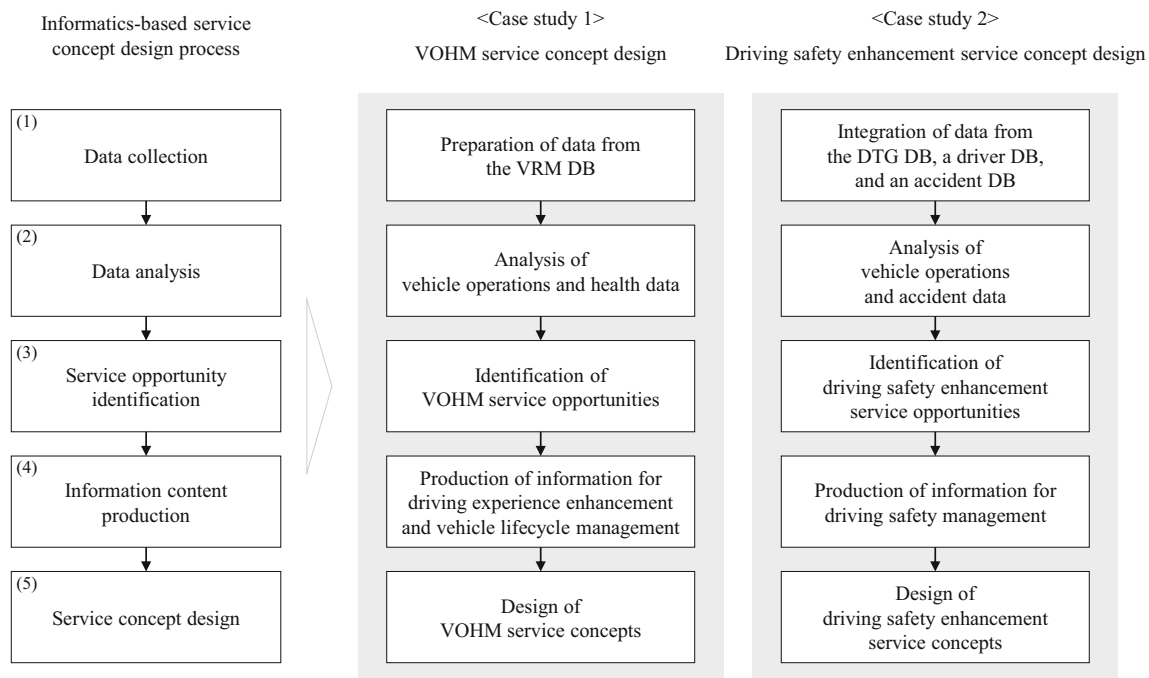 Informatics-based service
concept design process
(1)
Data collection
(2)
Data analysis
(3)
Service opportunity
identification
(4)
Information content
production
(5)
Service concept design
<Case study 1>
VOHM service concept design
Preparation of data from
the VRM DB
Analysis of
vehicle operations and health data
Identification of
VOHM service opportunities
Production of information for
driving experience enhancement
and vehicle lifecycle management
Design of
VOHM service concepts
<Case study 2>
Driving safety enhancement service concept design
Integration of data from
the DTG DB, a driver DB,
and an accident DB
Analysis of
vehicle operations
and accident data
Identification of
driving safety enhancement
service opportunities
Production of information for
driving safety management
Design of
driving safety enhancement
service concepts